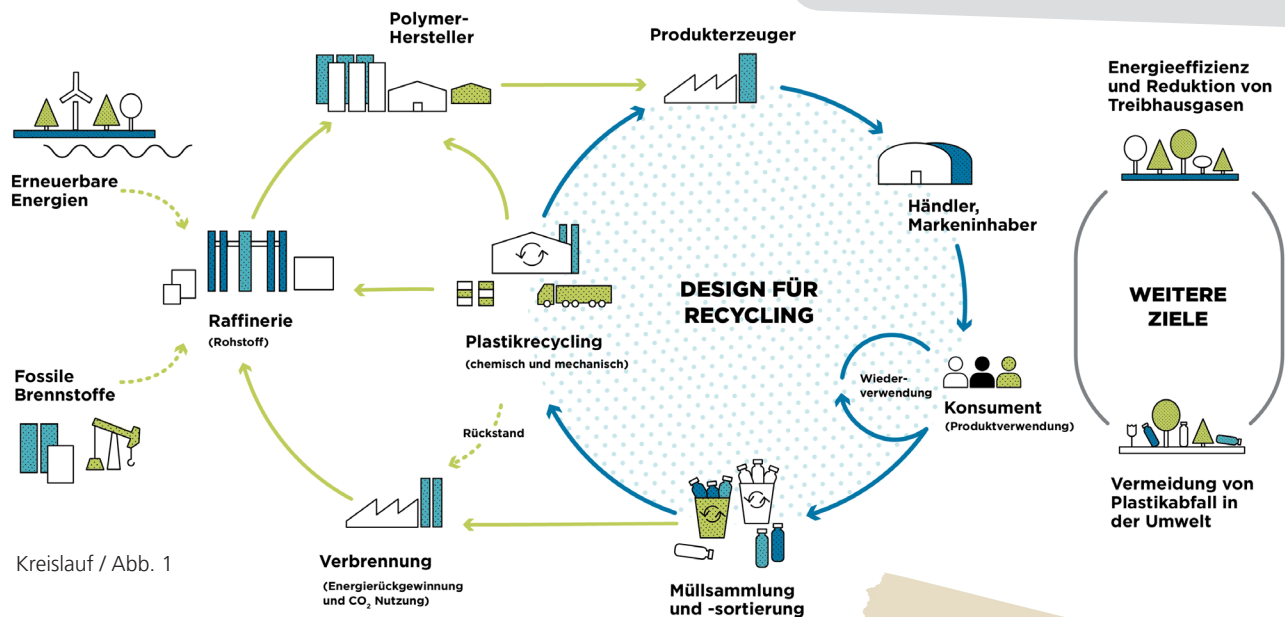 Polymer-
Hersteller
Produkterzeuger
Energieeffizienz
und Reduktion von
Treibhausgasen
Erneuerbare
Energien
Händler,
Markeninhaber
DESIGN FÜR
RECYCLING
WEITERE
ZIELE
Raffinerie
(Rohstoff)
Plastikrecycling
(chemisch und mechanisch)
Fossile
Brennstoffe
Wieder-
verwendung
Konsument
(Produktverwendung)
Rückstand
Vermeidung von
Plastikabfall in
der Umwelt
Kreislauf / Abb. 1
Verbrennung
(Energierückgewinnung
und CO₂ Nutzung)
Müllsammlung
und -sortierung